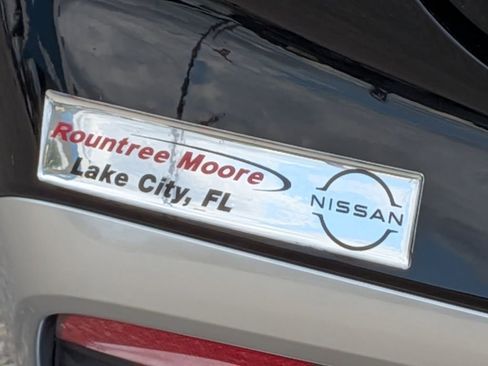 Rountree Moore
Lake City, FL
NISSAN